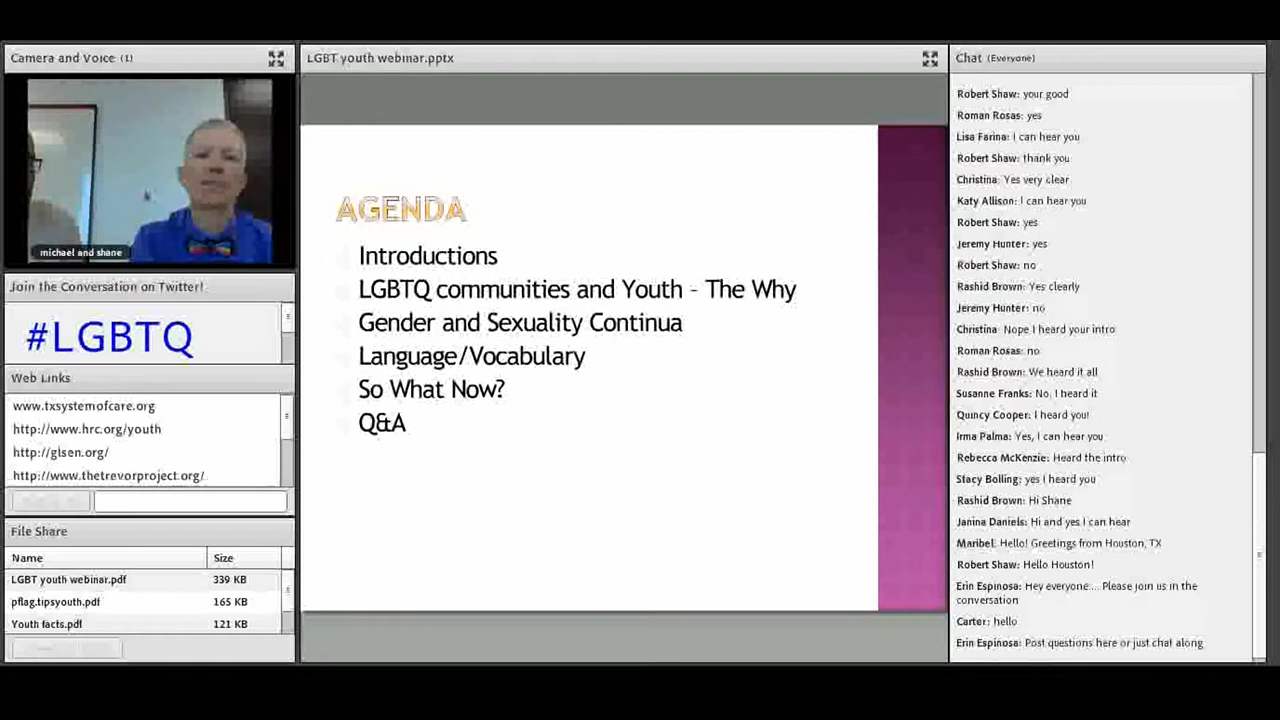 Camera and Voice (1)
michael and shane
Join the Conversation on Twitter!
#LGBTQ
Web Links
www.txsystemofcare.org
http://www.hrc.org/youth
http://glsen.org/
http://www.thetrevorproject.org/
File Share
Name Size
LGBT youth webinar.pdf 339 KB
pflag.tipsyouth.pdf 165 KB
Youth facts.pdf 121 KB
LGBT youth webinar.pptx
AGENDA
Introductions
LGBTQ communities and Youth – The Why
Gender and Sexuality Continua
Language/Vocabulary
So What Now?
Q&A
Chat (Everyone)
Robert Shaw: your good
Roman Rosas: yes
Lisa Farina: I can hear you
Robert Shaw: thank you
Christina: Yes very clear
Katy Allison: I can hear you
Robert Shaw: yes
Jeremy Hunter: yes
Robert Shaw: no
Rashid Brown: Yes clearly
Jeremy Hunter: no
Christina: Nope I heard your intro
Roman Rosas: no
Rashid Brown: We heard it all
Susanne Franks: No, I heard it
Quincy Cooper: I heard you!
Irma Palma: Yes, I can hear you
Rebecca McKenzie: Heard the intro
Stacy Bolling: yes I heard you
Rashid Brown: Hi Shane
Janina Daniels: Hi and yes I can hear
Maribel: Hello! Greetings from Houston, TX
Robert Shaw: Hello Houston!
Erin Espinosa: Hey everyone.... Please join us in the
conversation
Carter: hello
Erin Espinosa: Post questions here or just chat along